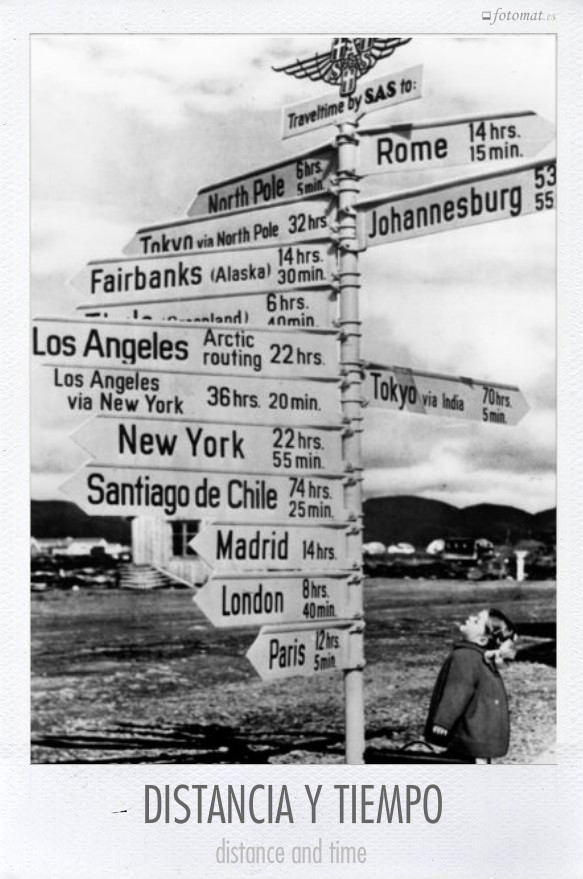 fotomat.es
SAS
Traveltime by SAS to:
Rome 14 hrs. 15 min.
North Pole 6 hrs. 5 min.
Johannesburg 53 55
Tokyo via North Pole 32 hrs
Fairbanks (Alaska) 14 hrs. 30 min.
6 hrs. 40 min.
Los Angeles Arctic routing 22 hrs.
Los Angeles via New York 36 hrs. 20 min.
Tokyo via India 70 hrs. 5 min.
New York 22 hrs. 55 min.
Santiago de Chile 74 hrs. 25 min.
Madrid 14 hrs.
London 8 hrs. 40 min.
Paris 12 hrs. 5 min.
DISTANCIA Y TIEMPO
distance and time